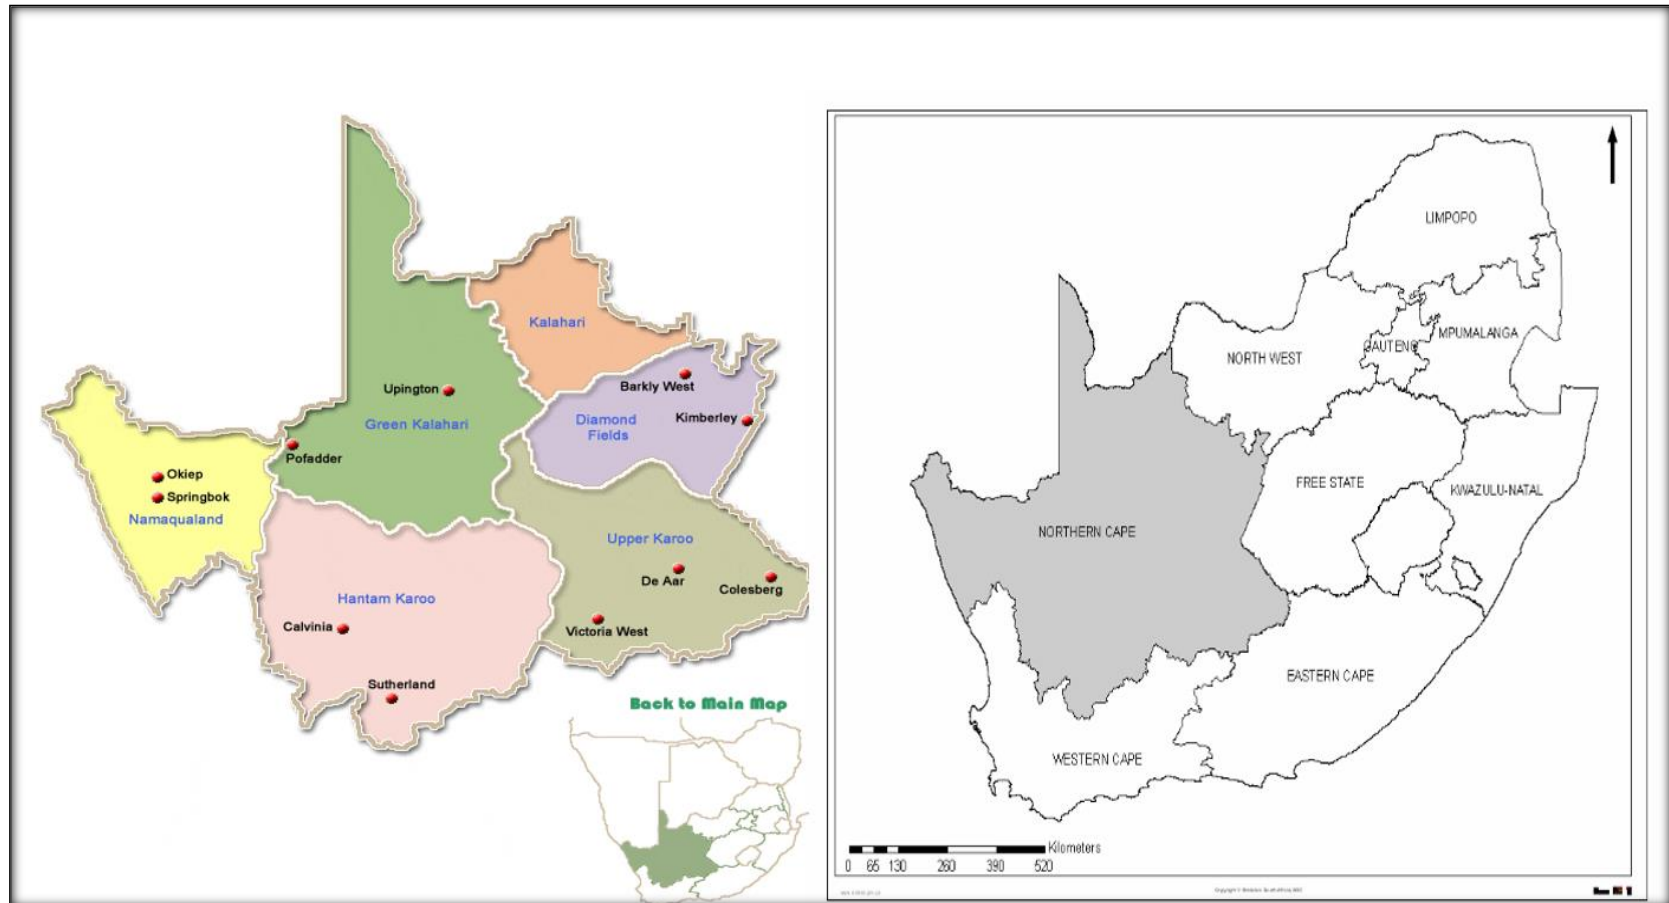 Kalahari
Upington
Green Kalahari
Pofadder
Barkly West
Diamond
Fields
Kimberley
Okiep
Springbok
Namaqualand
Upper Karoo
De Aar
Colesberg
Victoria West
Hantam Karoo
Calvinia
Sutherland
Back to Main Map
LIMPOPO
MPUMALANGA
GAUTENG
NORTH WEST
FREE STATE
KWAZULU-NATAL
NORTHERN CAPE
EASTERN CAPE
WESTERN CAPE
Kilometers
0 65 130 260 390 520